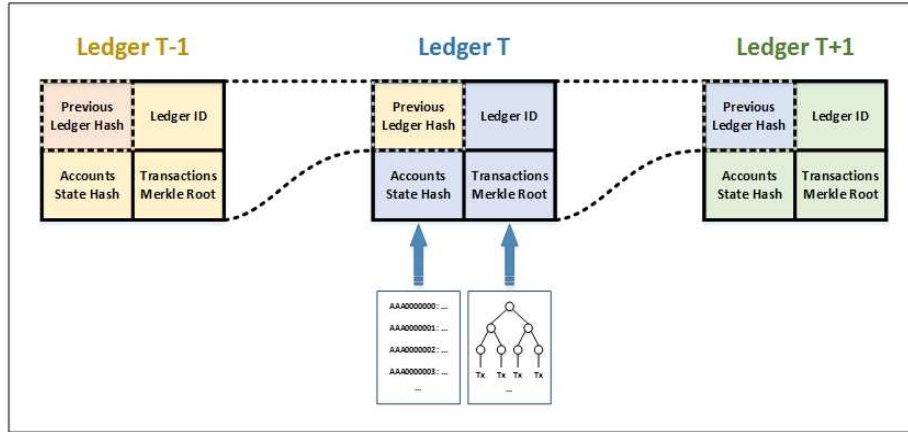 Ledger T-1
Ledger T
Ledger T+1
Previous
Ledger Hash
Ledger ID
Accounts
State Hash
Transactions
Merkle Root
Previous
Ledger Hash
Ledger ID
Accounts
State Hash
Transactions
Merkle Root
Previous
Ledger Hash
Ledger ID
Accounts
State Hash
Transactions
Merkle Root
AAA0000000: ...
AAA0000001: ...
AAA0000002: ...
AAA0000003: ...
...
Tx Tx Tx Tx
...